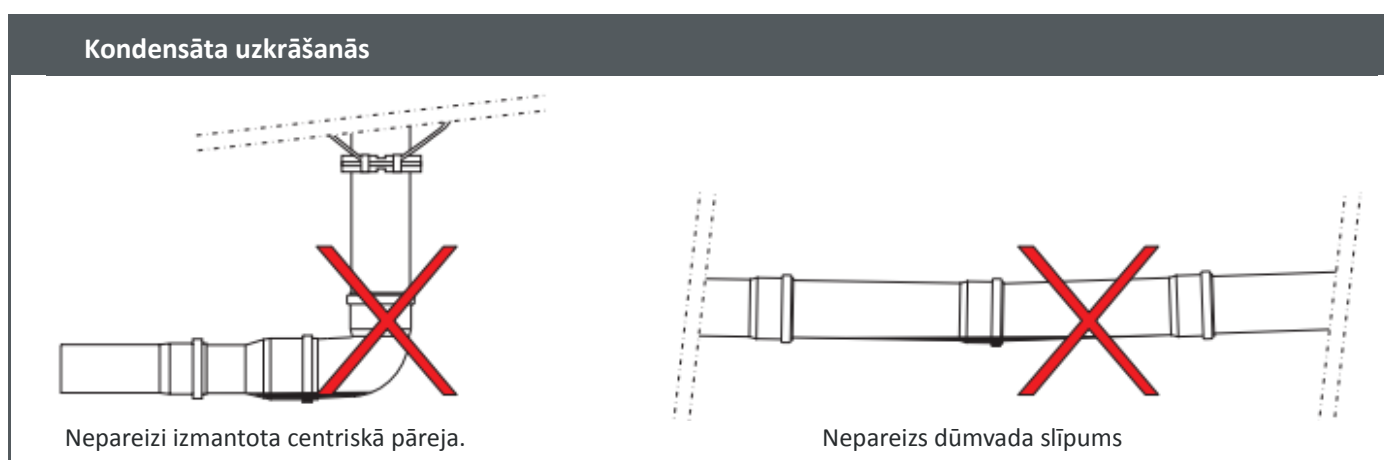 Kondensāta uzkrāšanās
Nepareizi izmantota centriskā pāreja.
Nepareizs dūmvada slīpums